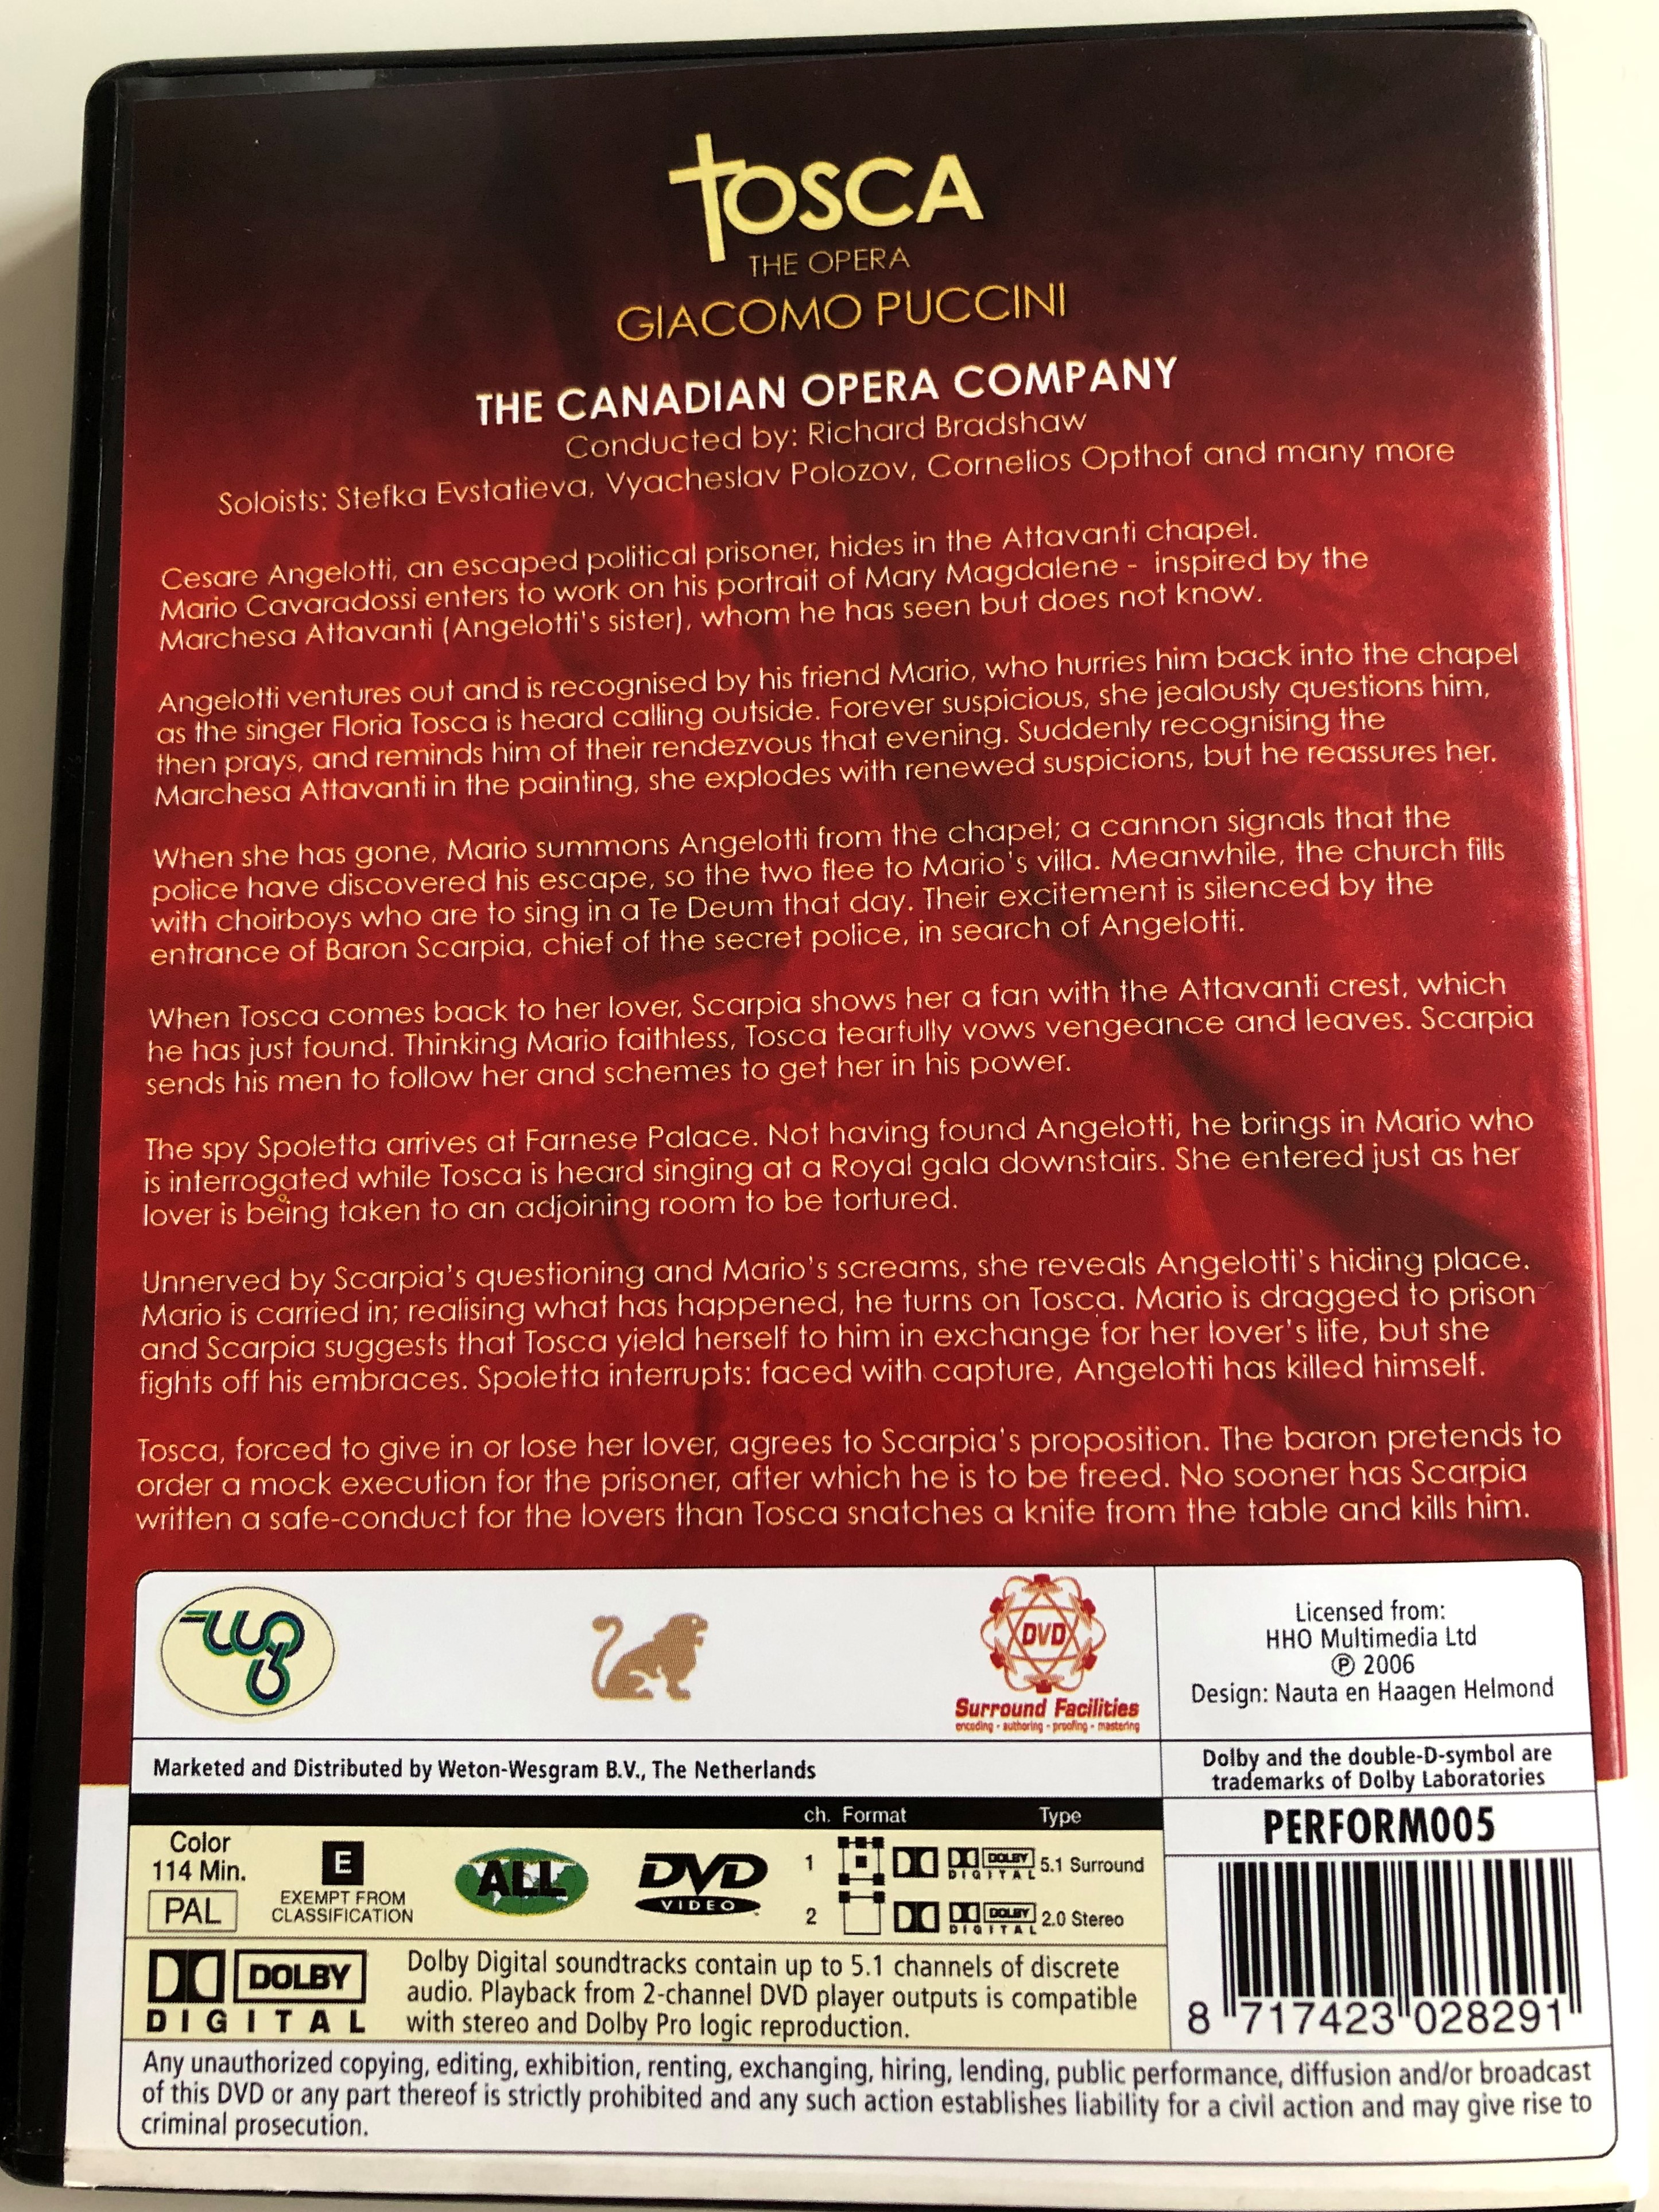 TOSCA
THE OPERA
GIACOMO PUCCINI
THE CANADIAN OPERA COMPANY
Conducted by: Richard Bradshaw
Soloists: Stefka Evstatieva, Vyacheslav Polozov, Cornelios Opthof and many more
Cesare Angelotti, an escaped political prisoner, hides in the Attavanti chapel.
Mario Cavaradossi enters to work on his portrait of Mary Magdalene - inspired by the
Marchesa Attavanti (Angelotti's sister), whom he has seen but does not know.
Angelotti ventures out and is recognised by his friend Mario, who hurries him back into the chapel
as the singer Floria Tosca is heard calling outside. Forever suspicious, she jealously questions him,
then prays, and reminds him of their rendezvous that evening. Suddenly recognising the
Marchesa Attavanti in the painting, she explodes with renewed suspicions, but he reassures her.
When she has gone, Mario summons Angelotti from the chapel; a cannon signals that the
police have discovered his escape, so the two flee to Mario's villa. Meanwhile, the church fills
with choirboys who are to sing in a Te Deum that day. Their excitement is silenced by the
entrance of Baron Scarpia, chief of the secret police, in search of Angelotti.
When Tosca comes back to her lover, Scarpia shows her a fan with the Attavanti crest, which
he has just found. Thinking Mario faithless, Tosca tearfully vows vengeance and leaves. Scarpia
sends his men to follow her and schemes to get her in his power.
The spy Spoletta arrives at Farnese Palace. Not having found Angelotti, he brings in Mario who
is interrogated while Tosca is heard singing at a Royal gala downstairs. She entered just as her
lover is being taken to an adjoining room to be tortured.
Unnerved by Scarpia's questioning and Mario's screams, she reveals Angelotti's hiding place.
Mario is carried in; realising what has happened, he turns on Tosca. Mario is dragged to prison
and Scarpia suggests that Tosca yield herself to him in exchange for her lover's life, but she
fights off his embraces. Spoletta interrupts: faced with capture, Angelotti has killed himself.
Tosca, forced to give in or lose her lover, agrees to Scarpia's proposition. The baron pretends to
order a mock execution for the prisoner, after which he is to be freed. No sooner has Scarpia
written a safe-conduct for the lovers than Tosca snatches a knife from the table and kills him.
DVD
Surround Facilities
encoding - authoring - proofing - mastering
Licensed from:
HHO Multimedia Ltd
℗ 2006
Design: Nauta en Haagen Helmond
Marketed and Distributed by Weton-Wesgram B.V., The Netherlands
Dolby and the double-D-symbol are
trademarks of Dolby Laboratories
ch. Format Type
Color
114 Min.
PAL
E
EXEMPT FROM
CLASSIFICATION
ALL
DVD
VIDEO
1 DOLBY DIGITAL 5.1 Surround
2 DOLBY DIGITAL 2.0 Stereo
PERFORM005
8 717423 028291
DOLBY
DIGITAL
Dolby Digital soundtracks contain up to 5.1 channels of discrete
audio. Playback from 2-channel DVD player outputs is compatible
with stereo and Dolby Pro logic reproduction.
Any unauthorized copying, editing, exhibition, renting, exchanging, hiring, lending, public performance, diffusion and/or broadcast
of this DVD or any part thereof is strictly prohibited and any such action establishes liability for a civil action and may give rise to
criminal prosecution.